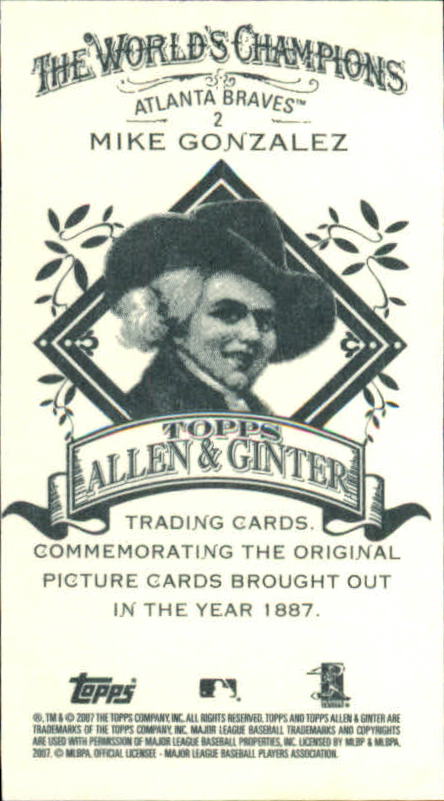 THE WORLD'S CHAMPIONS
ATLANTA BRAVES™
2
MIKE GONZALEZ
TOPPS
ALLEN & GINTER
TRADING CARDS.
COMMEMORATING THE ORIGINAL
PICTURE CARDS BROUGHT OUT
IN THE YEAR 1887.
topps
®, TM & © 2007 THE TOPPS COMPANY, INC. ALL RIGHTS RESERVED. TOPPS AND TOPPS ALLEN & GINTER ARE
TRADEMARKS OF THE TOPPS COMPANY, INC. MAJOR LEAGUE BASEBALL TRADEMARKS AND COPYRIGHTS
ARE USED WITH PERMISSION OF MAJOR LEAGUE BASEBALL PROPERTIES, INC. LICENSED BY MLBP & MLBPA.
2007. © MLBPA, OFFICIAL LICENSEE - MAJOR LEAGUE BASEBALL PLAYERS ASSOCIATION.